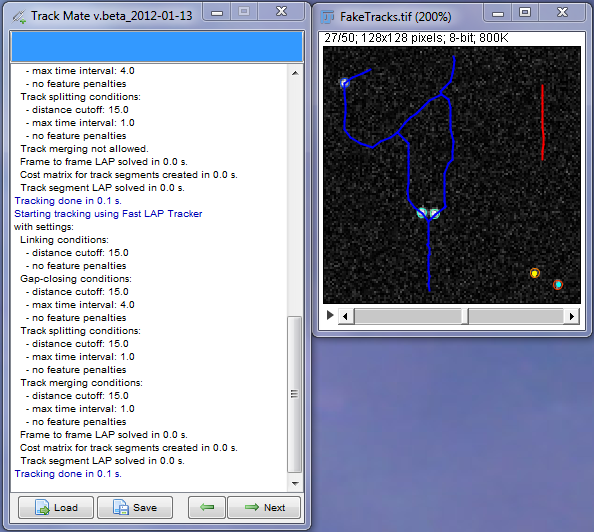 Track Mate v.beta_2012-01-13
- max time interval: 4.0
- no feature penalties
Track splitting conditions:
- distance cutoff: 15.0
- max time interval: 1.0
- no feature penalties
Track merging not allowed.
Frame to frame LAP solved in 0.0 s.
Cost matrix for track segments created in 0.0 s.
Track segment LAP solved in 0.0 s.
Tracking done in 0.1 s.
Starting tracking using Fast LAP Tracker
with settings:
Linking conditions:
- distance cutoff: 15.0
- no feature penalties
Gap-closing conditions:
- distance cutoff: 15.0
- max time interval: 4.0
- no feature penalties
Track splitting conditions:
- distance cutoff: 15.0
- max time interval: 1.0
- no feature penalties
Track merging conditions:
- distance cutoff: 15.0
- max time interval: 1.0
- no feature penalties
Frame to frame LAP solved in 0.0 s.
Cost matrix for track segments created in 0.0 s.
Track segment LAP solved in 0.0 s.
Tracking done in 0.1 s.
Load
Save
Next
FakeTracks.tif (200%)
27/50; 128x128 pixels; 8-bit; 800K